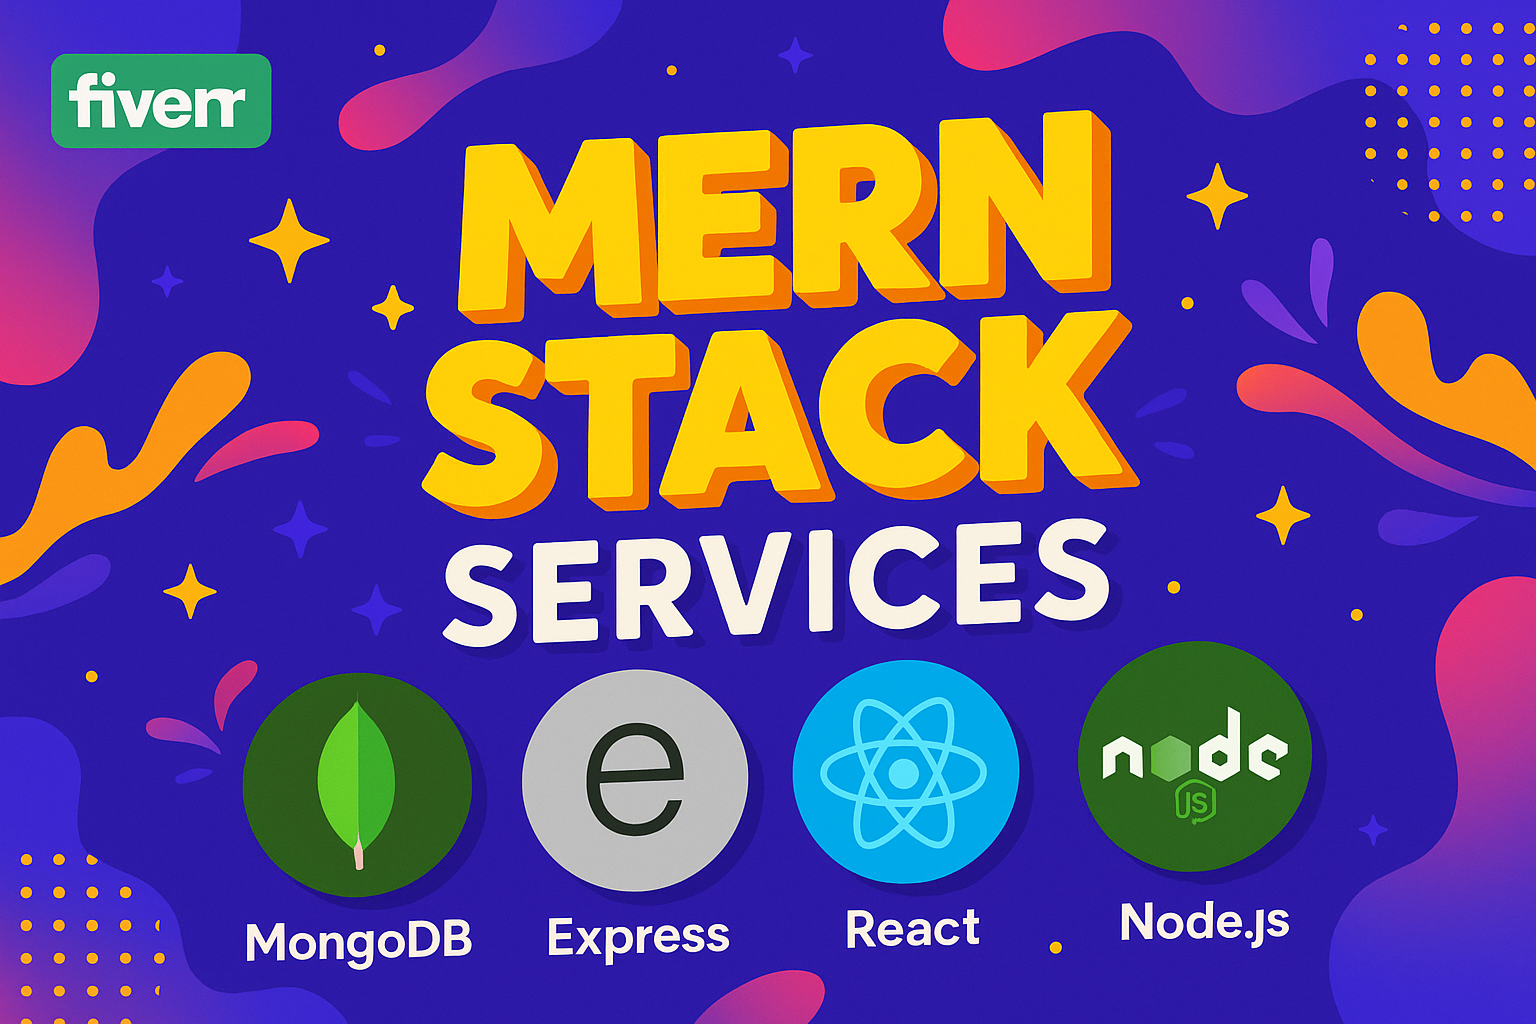 fiverr
MERN
STACK
SERVICES
e
node
JS
MongoDB
Express
React
Node.js